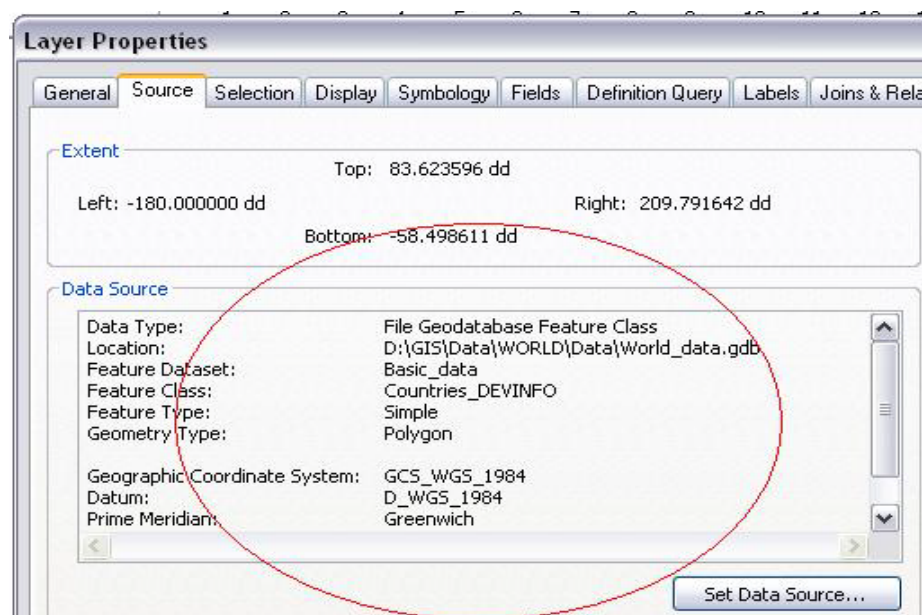 Layer Properties
General Source Selection Display Symbology Fields Definition Query Labels Joins & Rela
Extent
Top: 83.623596 dd
Left: -180.000000 dd Right: 209.791642 dd
Bottom: -58.498611 dd
Data Source
Data Type: File Geodatabase Feature Class
Location: D:\GIS\Data\WORLD\Data\World_data.gdb
Feature Dataset: Basic_data
Feature Class: Countries_DEVINFO
Feature Type: Simple
Geometry Type: Polygon
Geographic Coordinate System: GCS_WGS_1984
Datum: D_WGS_1984
Prime Meridian: Greenwich
Set Data Source...